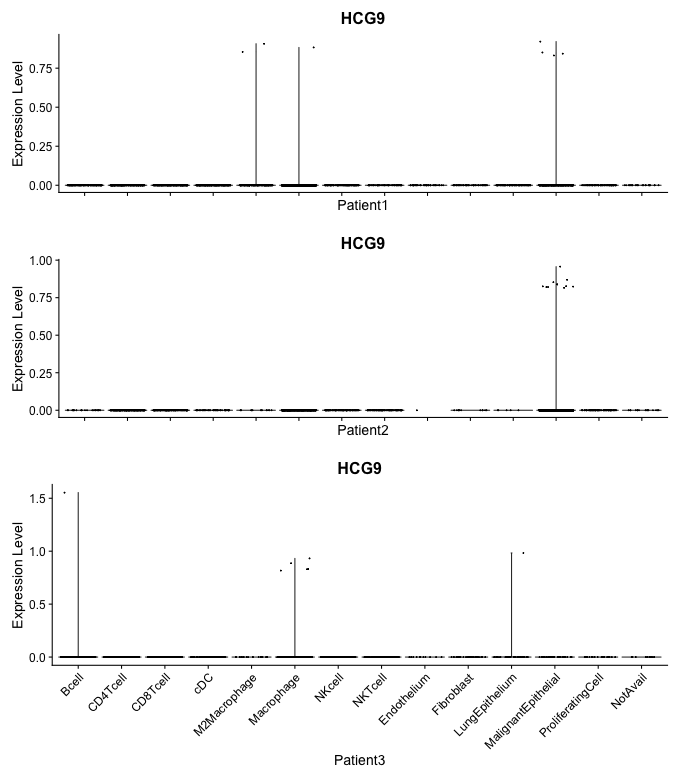 HCG9
Expression Level
0.75
0.50
0.25
0.00
Patient1
HCG9
Expression Level
1.00
0.75
0.50
0.25
0.00
Patient2
HCG9
Expression Level
1.5
1.0
0.5
0.0
Bcell
CD4Tcell
CD8Tcell
cDC
M2Macrophage
Macrophage
NKcell
NKTcell
Endothelium
Fibroblast
LungEpithelium
MalignantEpithelial
ProliferatingCell
NotAvail
Patient3